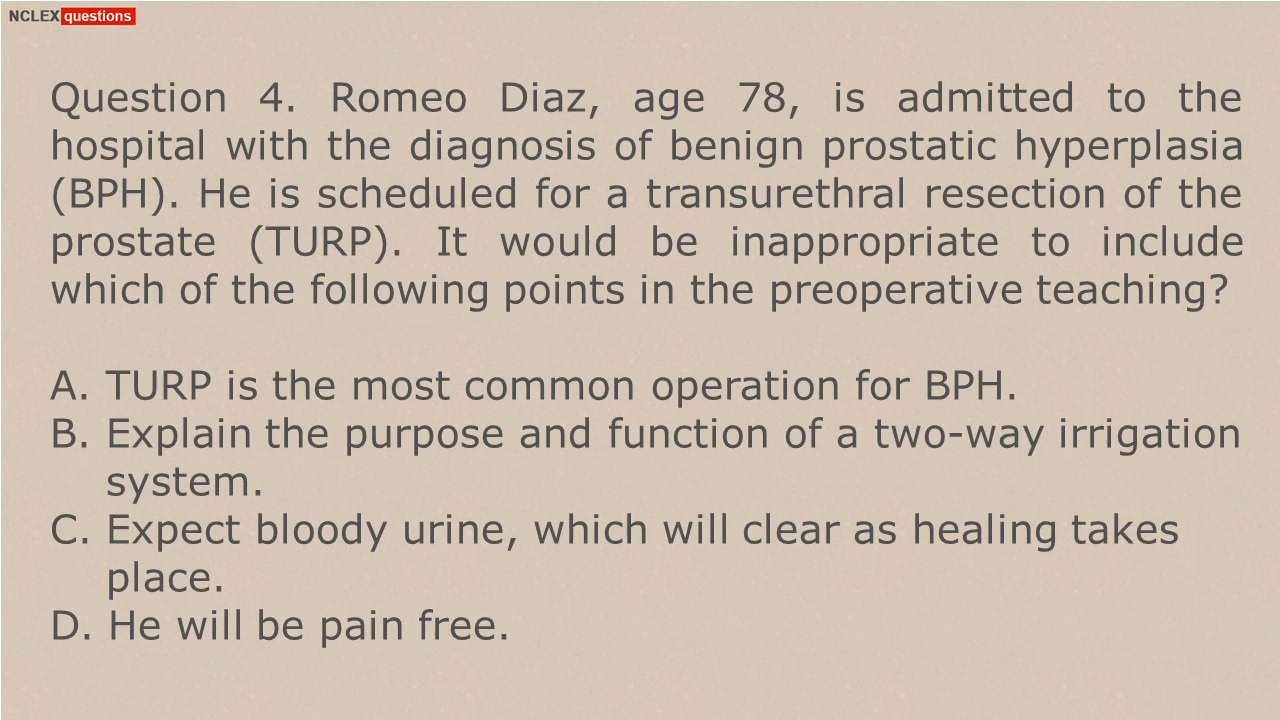 NCLEX questions
Question 4. Romeo Diaz, age 78, is admitted to the
hospital with the diagnosis of benign prostatic hyperplasia
(BPH). He is scheduled for a transurethral resection of the
prostate (TURP). It would be inappropriate to include
which of the following points in the preoperative teaching?
A. TURP is the most common operation for BPH.
B. Explain the purpose and function of a two-way irrigation
system.
C. Expect bloody urine, which will clear as healing takes
place.
D. He will be pain free.